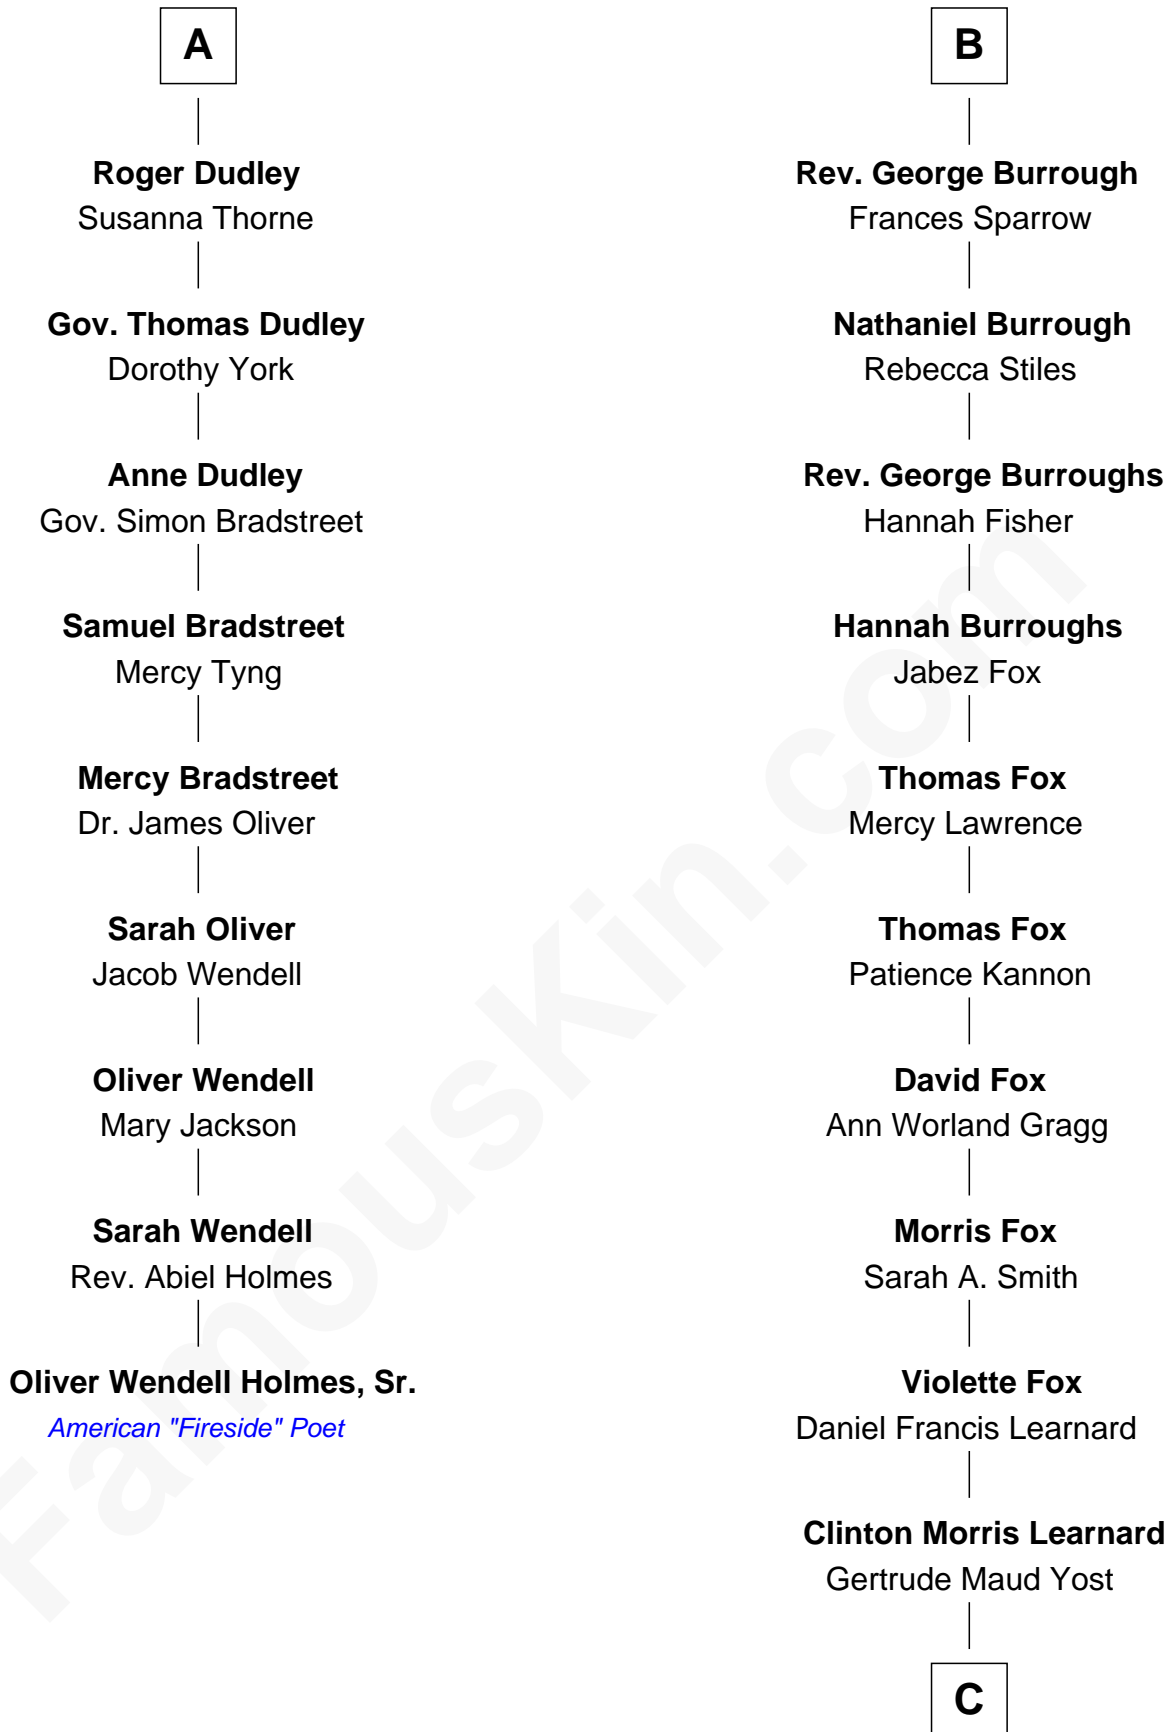 A
Roger Dudley
Susanna Thorne
Gov. Thomas Dudley
Dorothy York
Anne Dudley
Gov. Simon Bradstreet
Samuel Bradstreet
Mercy Tyng
Mercy Bradstreet
Dr. James Oliver
Sarah Oliver
Jacob Wendell
Oliver Wendell
Mary Jackson
Sarah Wendell
Rev. Abiel Holmes
Oliver Wendell Holmes, Sr.
American "Fireside" Poet
B
Rev. George Burrough
Frances Sparrow
Nathaniel Burrough
Rebecca Stiles
Rev. George Burroughs
Hannah Fisher
Hannah Burroughs
Jabez Fox
Thomas Fox
Mercy Lawrence
Thomas Fox
Patience Kannon
David Fox
Ann Worland Gragg
Morris Fox
Sarah A. Smith
Violette Fox
Daniel Francis Learnard
Clinton Morris Learnard
Gertrude Maud Yost
C
FamousKin.com